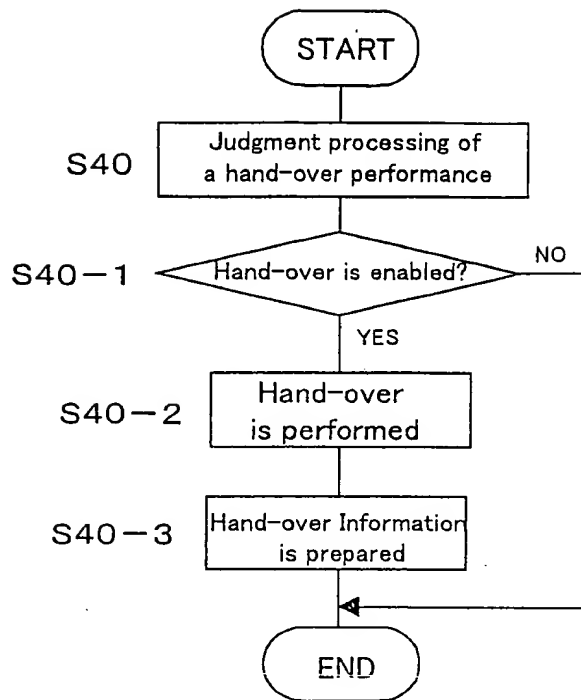 START
S40
Judgment processing of
a hand-over performance
S40-1
Hand-over is enabled?
NO
YES
S40-2
Hand-over
is performed
S40-3
Hand-over Information
is prepared
END